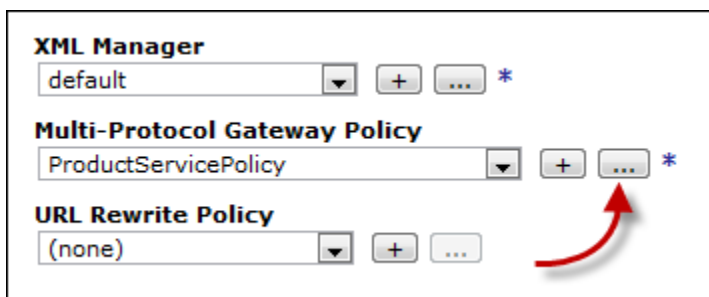 XML Manager
default + ... *
Multi-Protocol Gateway Policy
ProductServicePolicy + ... *
URL Rewrite Policy
(none) + ...